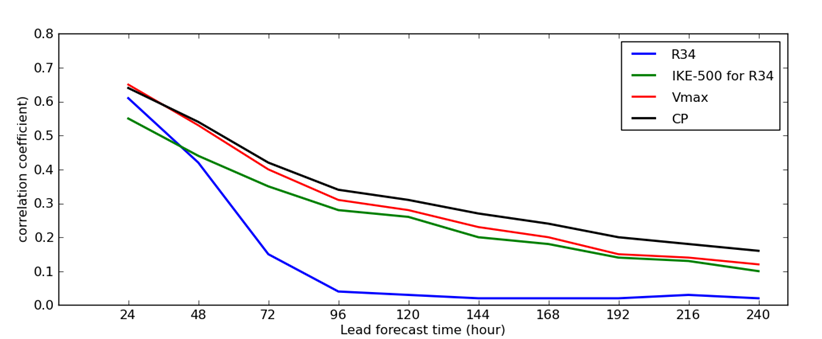 0.8
0.7
0.6
0.5
0.4
0.3
0.2
0.1
0.0
correlation coefficient)
R34
IKE-500 for R34
Vmax
CP
24 48 72 96 120 144 168 192 216 240
Lead forecast time (hour)